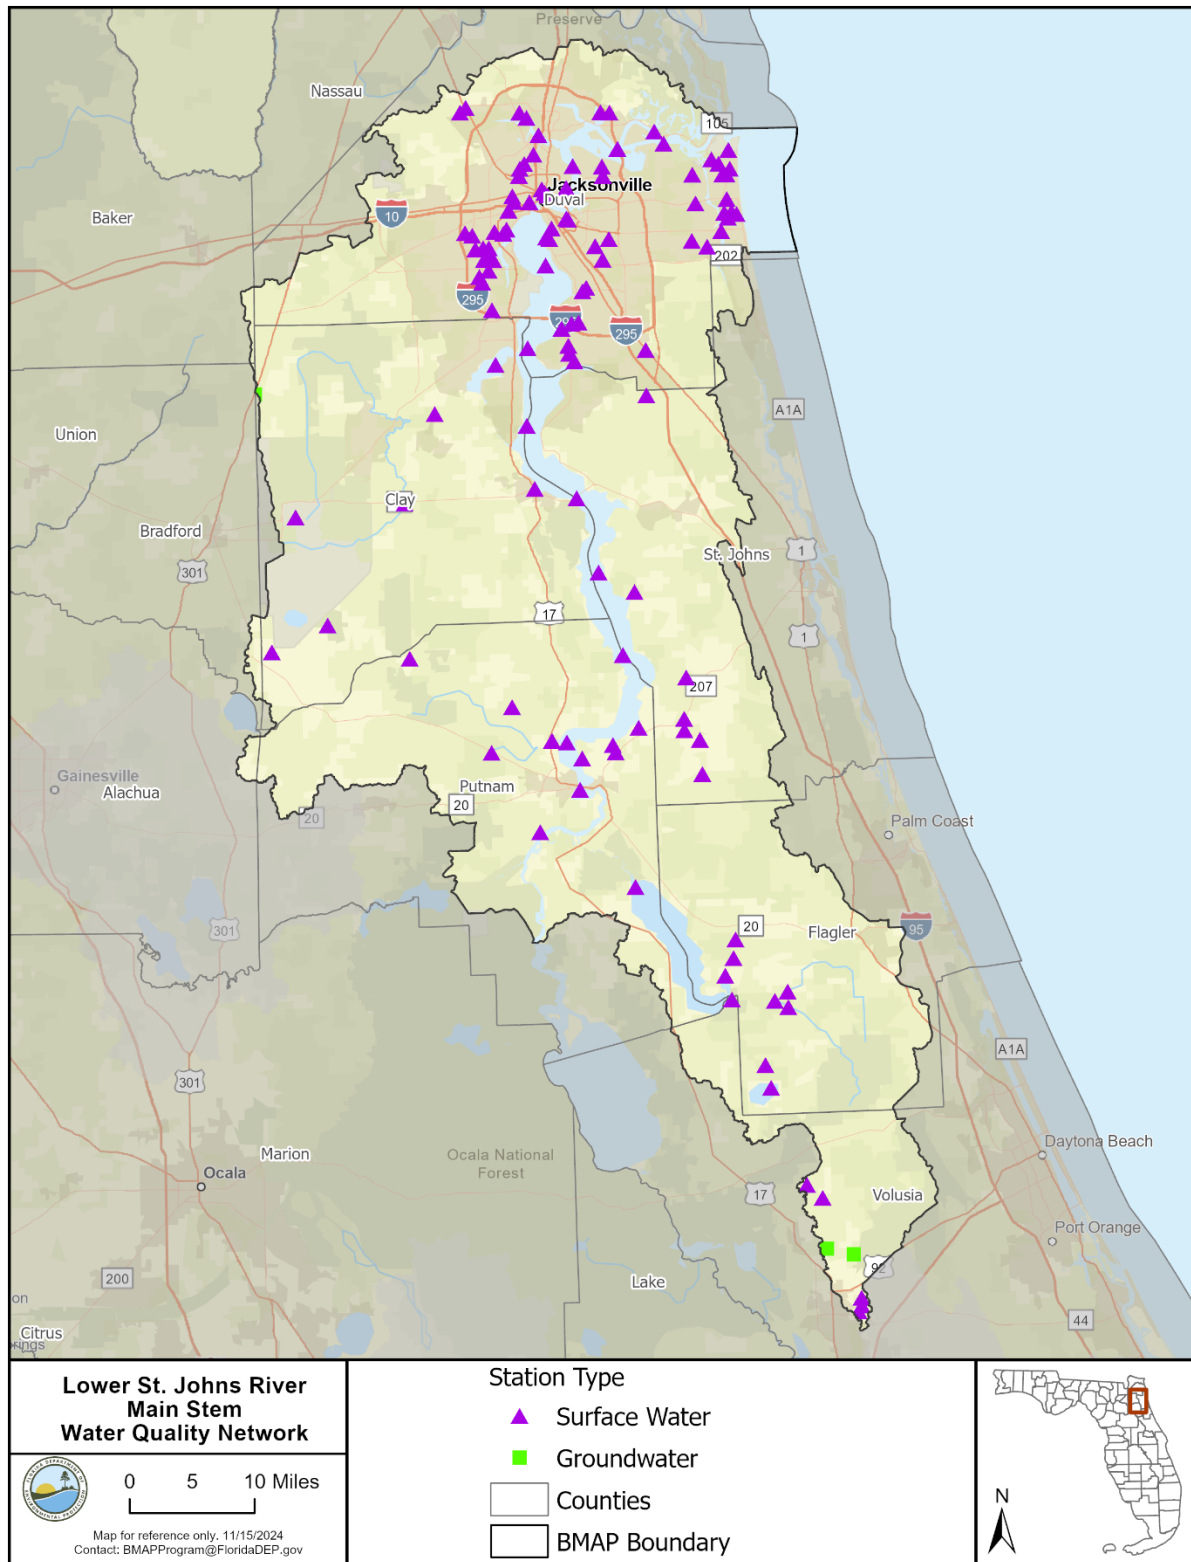 Preserve
Nassau
105
Jacksonville
Duval
10
Baker
202
295
295
A1A
Union
Clay
Bradford
301
St. Johns
1
17
1
207
Gainesville
Alachua
Putnam
20
20
Palm Coast
301
20
Flagler
95
A1A
301
Daytona Beach
Marion
Ocala National
Forest
Ocala
17
Volusia
Port Orange
92
200
Lake
44
Citrus
Lower St. Johns River
Main Stem
Water Quality Network
0 5 10 Miles
Map for reference only. 11/15/2024
Contact: BMAPProgram@FloridaDEP.gov
Station Type
Surface Water
Groundwater
Counties
BMAP Boundary
N